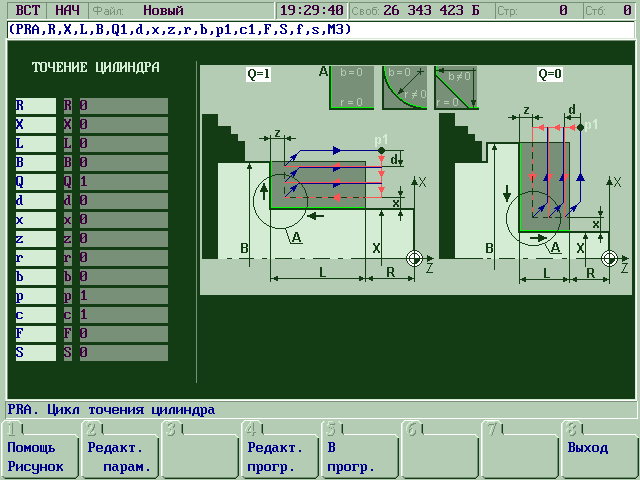 ВСТ НАЧ Файл: Новый 19:29:40 Своб: 26 343 423 Б Стр: 0 Стб: 0
(PRA,R,X,L,B,Q1,d,x,z,r,b,p1,c1,F,S,f,s,M3)
ТОЧЕНИЕ ЦИЛИНДРА
R R 0
X X 0
L L 0
B B 0
Q Q 1
d d 0
x x 0
z z 0
r r 0
b b 0
p p 1
c c 1
F F 0
S S 0
Q=1 A b=0 b=0 b≠0 Q=0
r=0 r≠0 r=0
z p1 d x X A B X L R Z
z d p1 X x A B X L R Z
PRA. Цикл точения цилиндра
1 2 3 4 5 6 7 8
Помощь Редакт. Редакт. В Выход
Рисунок парам. прогр. прогр.